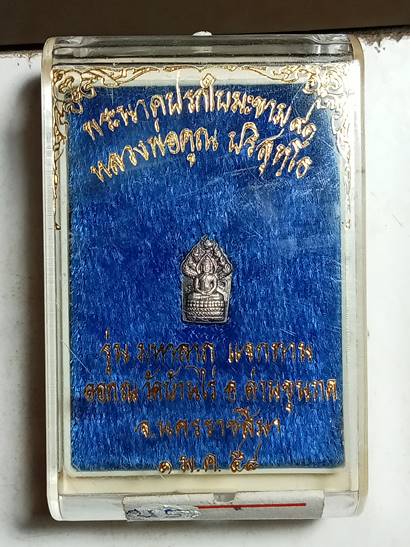 พระนาคปรกใบมะขาม ๙๑
หลวงพ่อคูณ ปริสุทฺโธ
รุ่น มหาลาภ แจกทาน
ออก ณ วัดบ้านไร่ อ ด่านขุนทด
จ.นครราชสีมา
๑ พ.ค. ๕๘